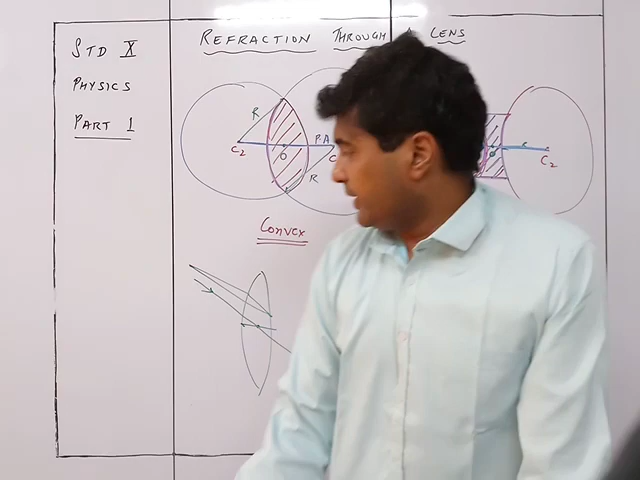 STD X
PHYSICS
PART 1
REFRACTION THROUGH A LENS
R
P.A
C2
O
C
R
O
C2
Convex